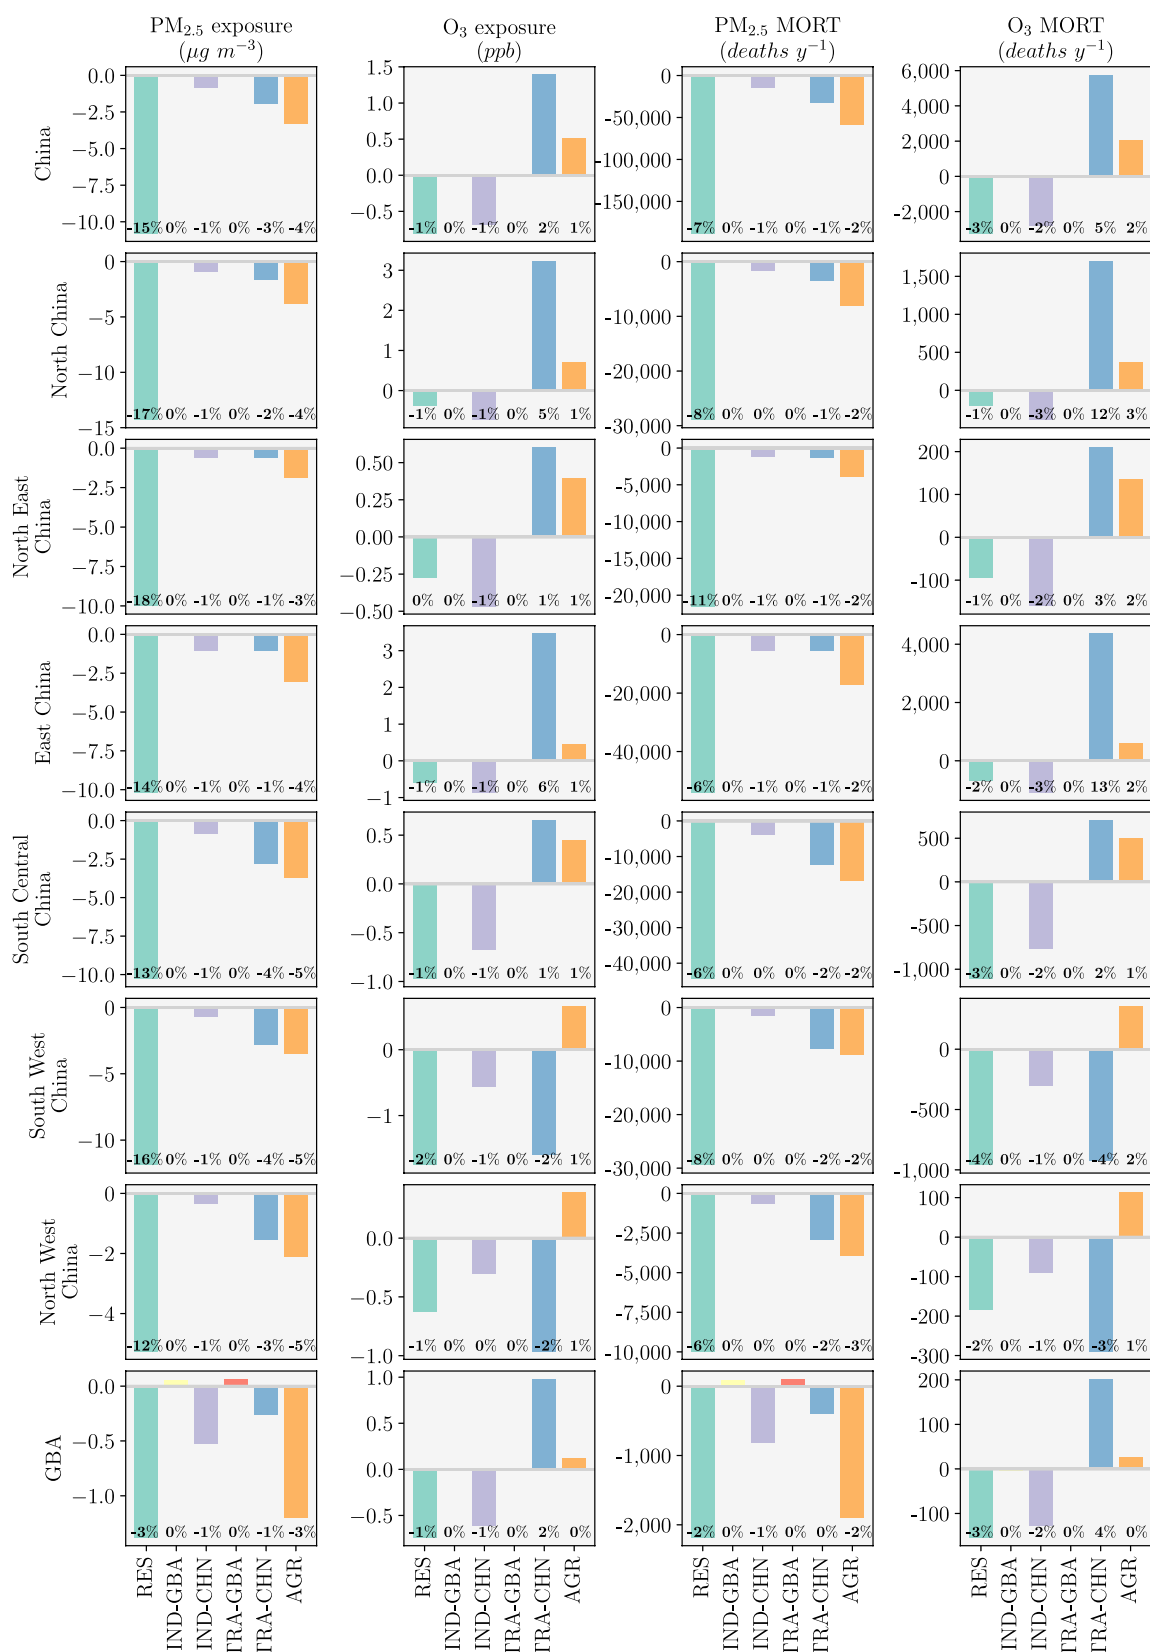 PM2.5 exposure
(μg m−3)
O3 exposure
(ppb)
PM2.5 MORT
(deaths y−1)
O3 MORT
(deaths y−1)
China
0.0
−2.5
−5.0
−7.5
−10.0
-15% 0% -1% 0% -3% -4%
1.5
1.0
0.5
0.0
−0.5
-1% 0% -1% 0% 2% 1%
0
-50,000
-100,000
-150,000
-7% 0% -1% 0% -1% -2%
6,000
4,000
2,000
0
-2,000
-3% 0% -2% 0% 5% 2%
North China
0
−5
−10
−15
-17% 0% -1% 0% -2% -4%
3
2
1
0
-1% 0% -1% 0% 5% 1%
0
-10,000
-20,000
-30,000
-8% 0% 0% 0% -1% -2%
1,500
1,000
500
0
-1% 0% -3% 0% 12% 3%
North East
China
0.0
−2.5
−5.0
−7.5
−10.0
-18% 0% -1% 0% -1% -3%
0.50
0.25
0.00
−0.25
−0.50
0% 0% -1% 0% 1% 1%
0
-5,000
-10,000
-15,000
-20,000
-11% 0% -1% 0% -1% -2%
200
100
0
-100
-1% 0% -2% 0% 3% 2%
East China
0.0
−2.5
−5.0
−7.5
−10.0
-14% 0% -1% 0% -1% -4%
3
2
1
0
−1
-1% 0% -1% 0% 6% 1%
0
-20,000
-40,000
-6% 0% -1% 0% -1% -2%
4,000
2,000
0
-2% 0% -3% 0% 13% 2%
South Central
China
0.0
−2.5
−5.0
−7.5
−10.0
-13% 0% -1% 0% -4% -5%
0.5
0.0
−0.5
−1.0
-1% 0% -1% 0% 1% 1%
0
-10,000
-20,000
-30,000
-40,000
-6% 0% -1% 0% -2% -2%
500
0
-500
-1,000
-3% 0% -2% 0% 2% 1%
South West
China
0
−5
−10
-16% 0% -1% 0% -4% -5%
0
−1
-2% 0% -1% 0% -2% 1%
0
-10,000
-20,000
-30,000
-8% 0% 0% 0% -2% -2%
0
-500
-1,000
-4% 0% -1% 0% -4% 2%
North West
China
0
−2
−4
-12% 0% -1% 0% -3% -5%
0.0
−0.5
−1.0
-1% 0% 0% 0% -2% 1%
0
-2,500
-5,000
-7,500
-10,000
-6% 0% 0% 0% -2% -3%
100
0
-100
-200
-300
-2% 0% -1% 0% -3% 1%
GBA
0.0
−0.5
−1.0
-3% 0% -1% 0% -1% -3%
1.0
0.5
0.0
−0.5
-1% 0% -1% 0% 2% 0%
0
-1,000
-2,000
-2% 0% -1% 0% 0% -2%
200
100
0
-100
-3% 0% -2% 0% 4% 0%
RES
IND-GBA
IND-CHN
TRA-GBA
TRA-CHN
AGR
RES
IND-GBA
IND-CHN
TRA-GBA
TRA-CHN
AGR
RES
IND-GBA
IND-CHN
TRA-GBA
TRA-CHN
AGR
RES
IND-GBA
IND-CHN
TRA-GBA
TRA-CHN
AGR